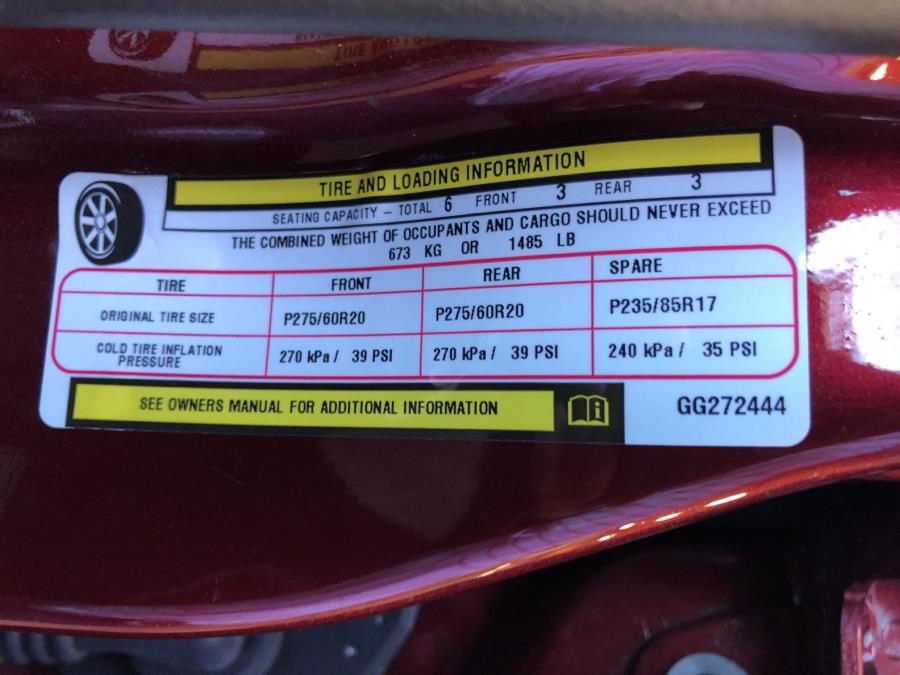 TIRE AND LOADING INFORMATION
SEATING CAPACITY – TOTAL 6 FRONT 3 REAR 3
THE COMBINED WEIGHT OF OCCUPANTS AND CARGO SHOULD NEVER EXCEED
673 KG OR 1485 LB
TIRE FRONT REAR SPARE
ORIGINAL TIRE SIZE P275/60R20 P275/60R20 P235/85R17
COLD TIRE INFLATION PRESSURE 270 kPa / 39 PSI 270 kPa / 39 PSI 240 kPa / 35 PSI
SEE OWNERS MANUAL FOR ADDITIONAL INFORMATION
GG272444